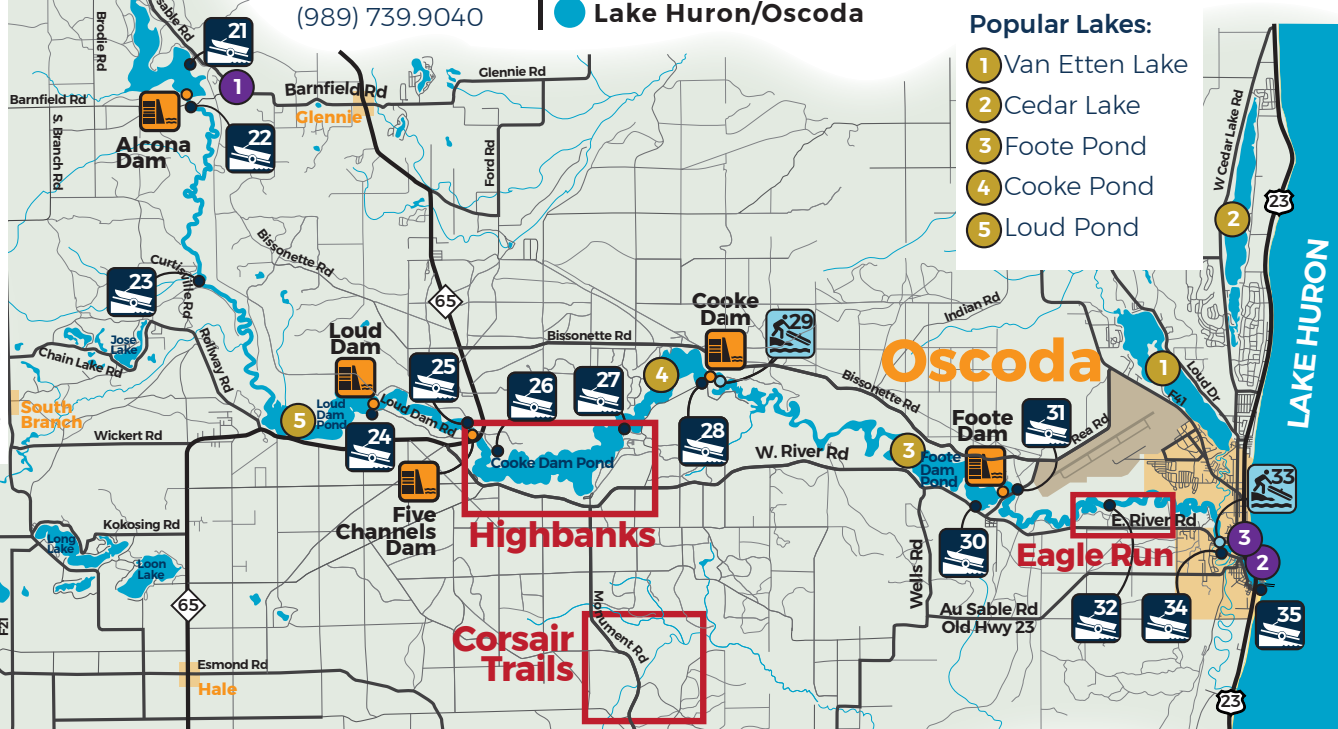 (989) 739.9040
Lake Huron/Oscoda
Popular Lakes:
1 Van Etten Lake
2 Cedar Lake
3 Foote Pond
4 Cooke Pond
5 Loud Pond
Brodie Rd
sable Rd
21
1
Barnfield Rd
Barnfield Rd
Glennie Rd
Glennie
S. Branch Rd
Alcona
Dam
22
Ford Rd
W Cedar Lake Rd
2
23
LAKE HURON
Bissonette Rd
Curtisville Rd
23
65
Jose
Lake
Chain Lake Rd
Rollway Rd
Loud
Dam
Cooke
Dam
29
Indian Rd
Bissonette Rd
Oscoda
1
Loud Dr
F41
25
26
27
4
Bissonette Rd
South
Branch
Wickert Rd
5
Loud
Dam
Pond
Loud Dam Rd
24
28
Cooke Dam Pond
W. River Rd
3
Foote
Dam
Pond
Foote
Dam
31
Rea Rd
33
Five
Channels
Dam
Highbanks
E. River Rd
Eagle Run
3
2
30
Wells Rd
Kokosing Rd
Long
Lake
Loon
Lake
65
F21
Au Sable Rd
Old Hwy 23
32
34
35
Corsair
Trails
Monument Rd
Esmond Rd
Hale
23